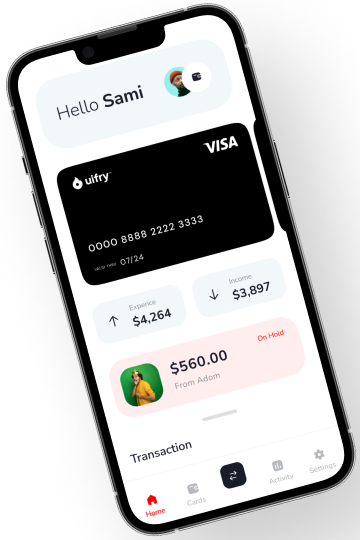 Hello Sami
uifry
VISA
0000 8888 2222 3333
VALID THRU 07/24
Expence
$4,264
Income
$3,897
On Hold
$560.00
From Adom
Transaction
Home
Cards
Activity
Settings